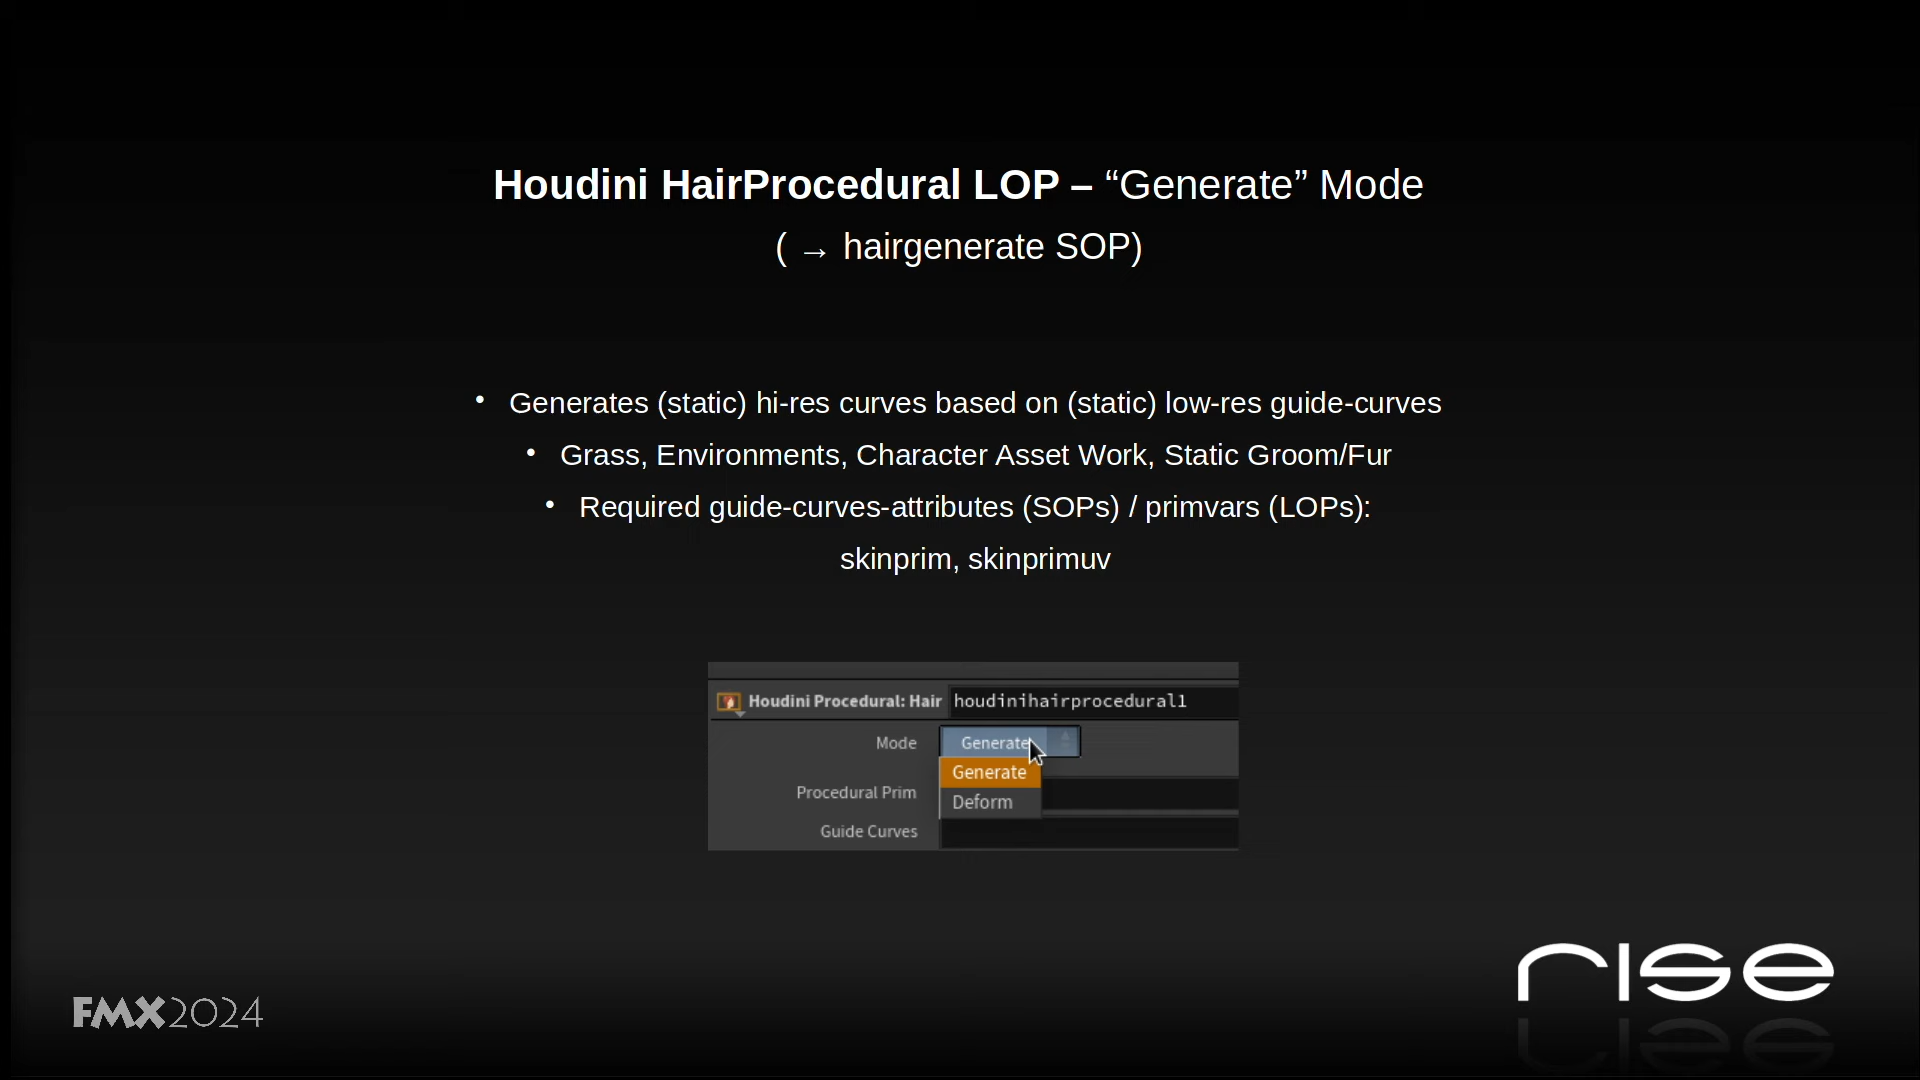 Houdini HairProcedural LOP – “Generate” Mode
( → hairgenerate SOP)
• Generates (static) hi-res curves based on (static) low-res guide-curves
• Grass, Environments, Character Asset Work, Static Groom/Fur
• Required guide-curves-attributes (SOPs) / primvars (LOPs):
skinprim, skinprimuv
Houdini Procedural: Hair houdinihairprocedural1
Mode Generate
Generate
Procedural Prim
Deform
Guide Curves
rise
FMX2024